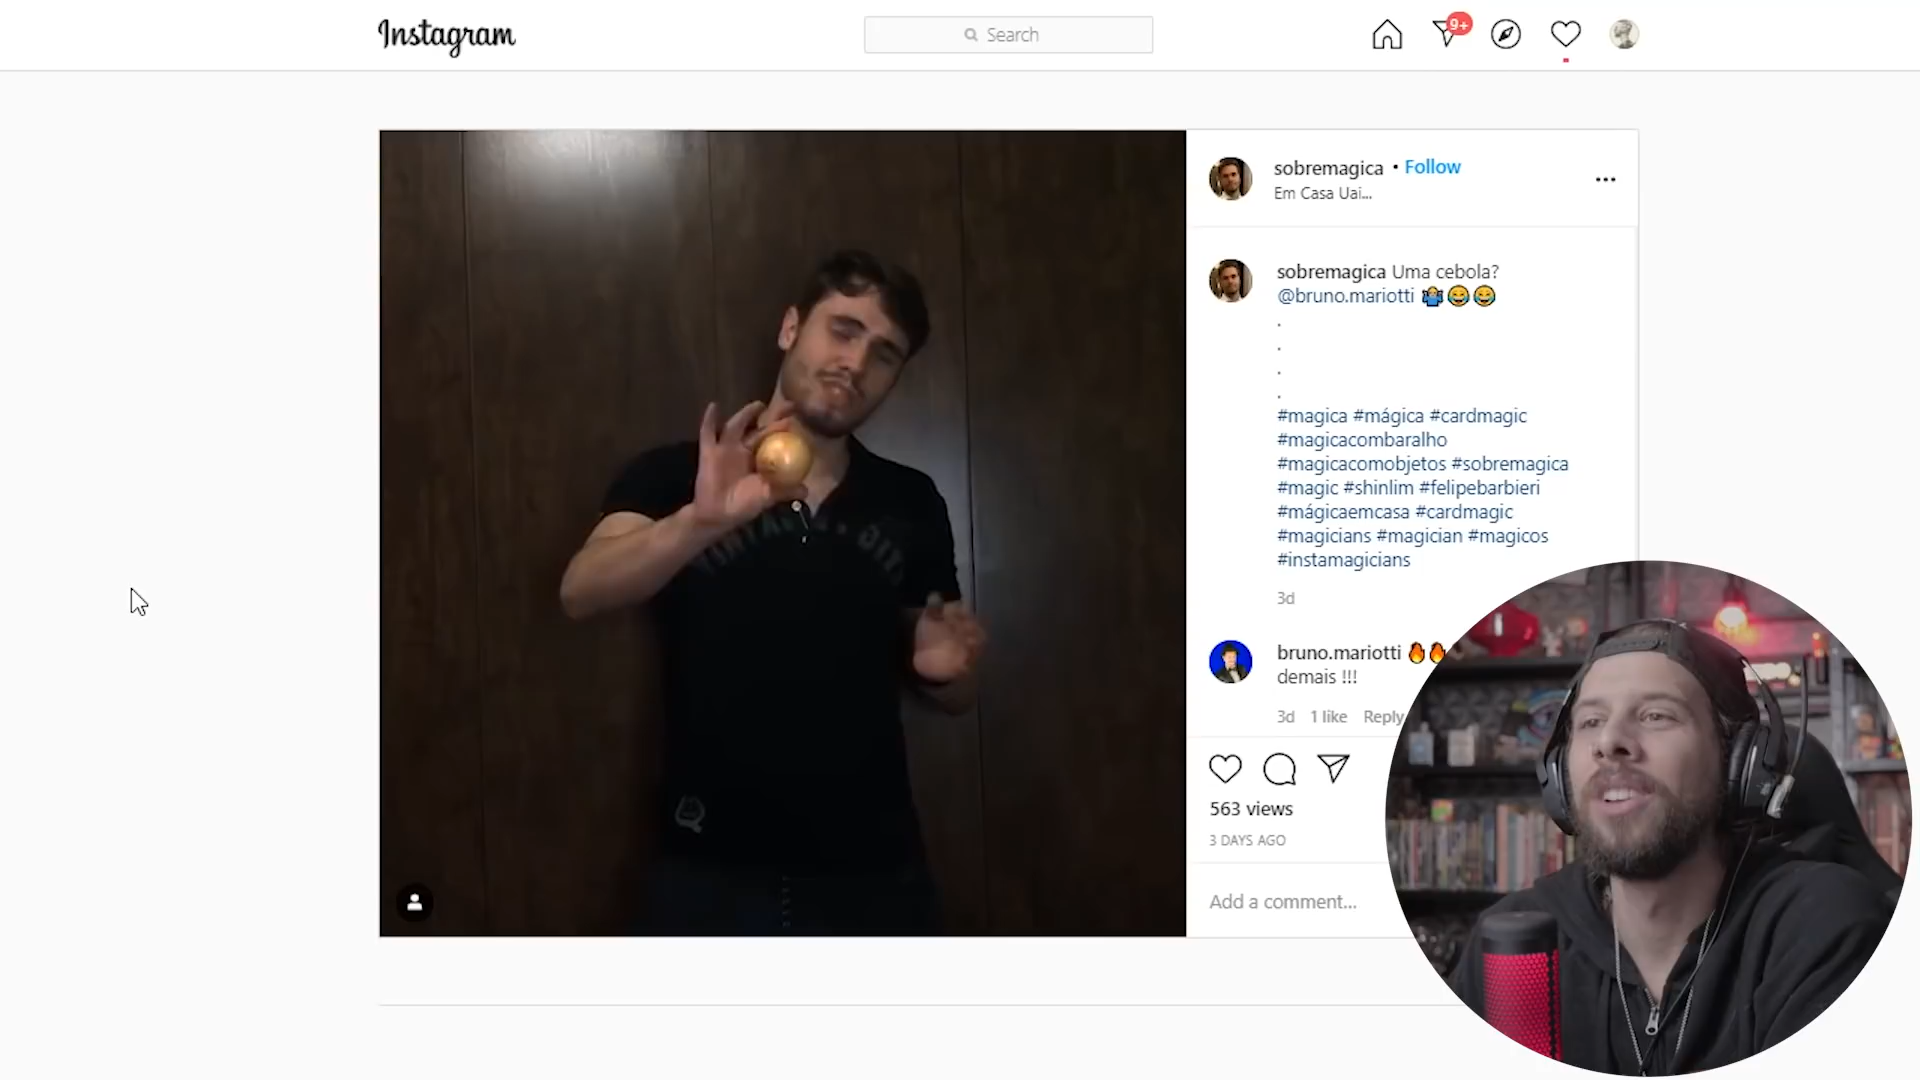 Instagram
Search
9+
sobremagica • Follow
Em Casa Uai...
sobremagica Uma cebola?
@bruno.mariotti 🤷😂😂
.
.
.
.
#magica #mágica #cardmagic
#magicacombaralho
#magicacomobjetos #sobremagica
#magic #shinlim #felipebarbieri
#mágicaemcasa #cardmagic
#magicians #magician #magicos
#instamagicians
3d
bruno.mariotti 🔥🔥
demais !!!
3d 1 like Reply
563 views
3 DAYS AGO
Add a comment...